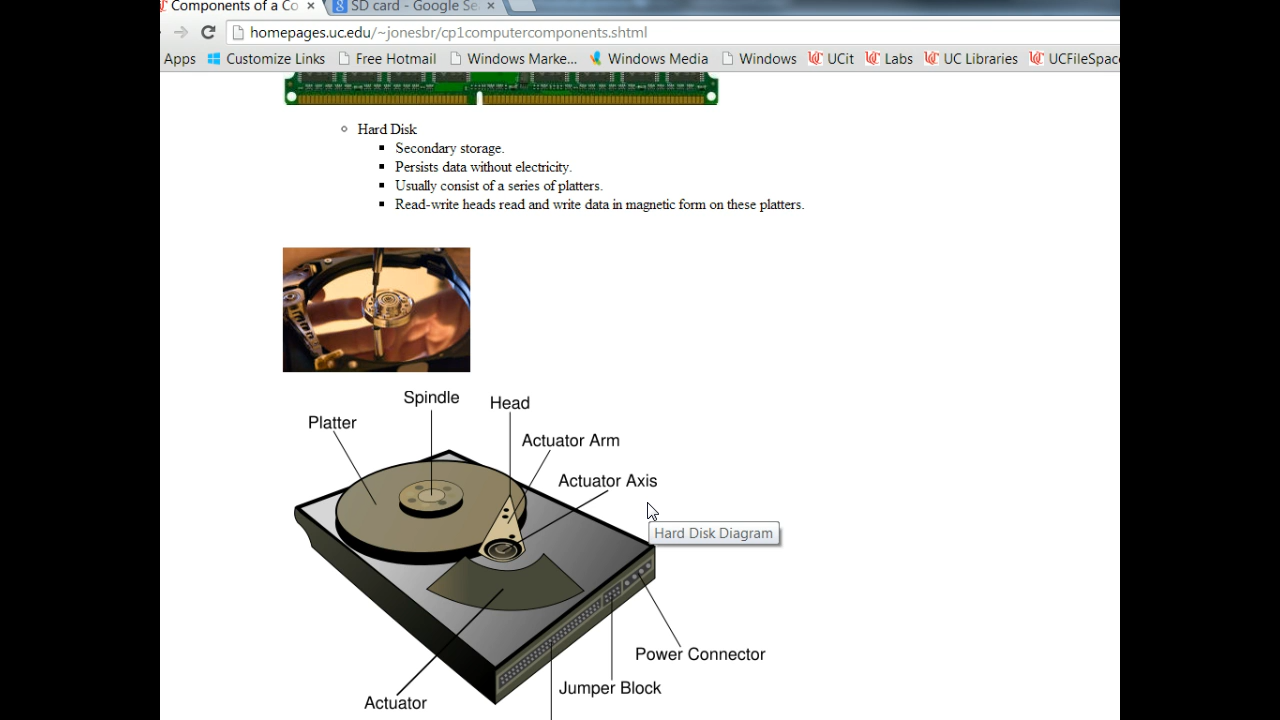 Components of a Co
SD card - Google Se
homepages.uc.edu/~jonesbr/cp1computercomponents.shtml
Apps Customize Links Free Hotmail Windows Marke... Windows Media Windows UCit Labs UC Libraries UCFileSpace
Hard Disk
Secondary storage.
Persists data without electricity.
Usually consist of a series of platters.
Read-write heads read and write data in magnetic form on these platters.
Spindle
Head
Platter
Actuator Arm
Actuator Axis
Hard Disk Diagram
Power Connector
Jumper Block
Actuator